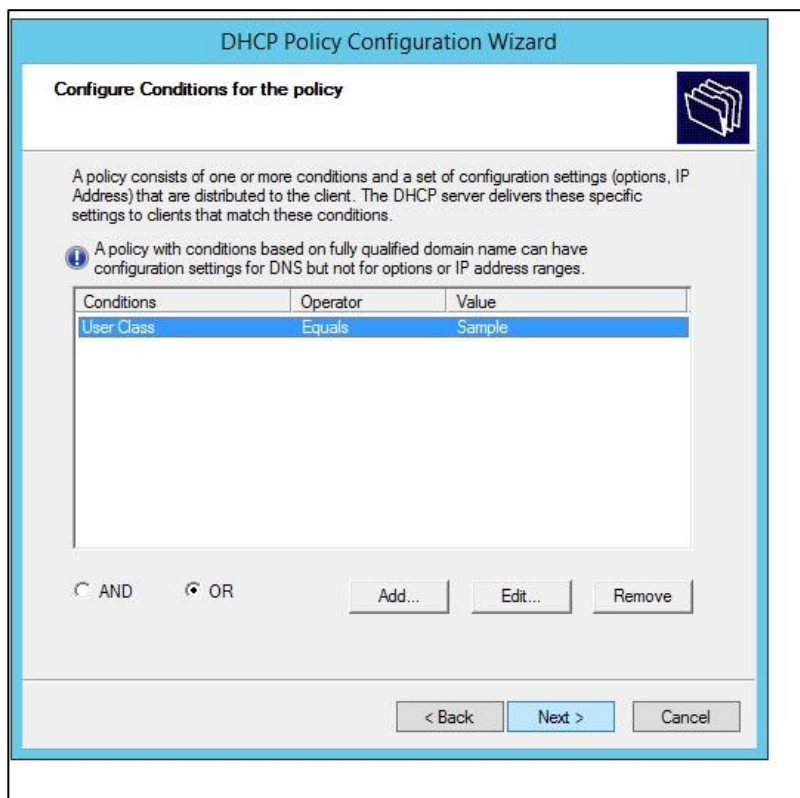 DHCP Policy Configuration Wizard
Configure Conditions for the policy
A policy consists of one or more conditions and a set of configuration settings (options, IP
Address) that are distributed to the client. The DHCP server delivers these specific
settings to clients that match these conditions.
A policy with conditions based on fully qualified domain name can have
configuration settings for DNS but not for options or IP address ranges.
Conditions Operator Value
User Class Equals Sample
AND OR Add... Edit... Remove
< Back Next > Cancel